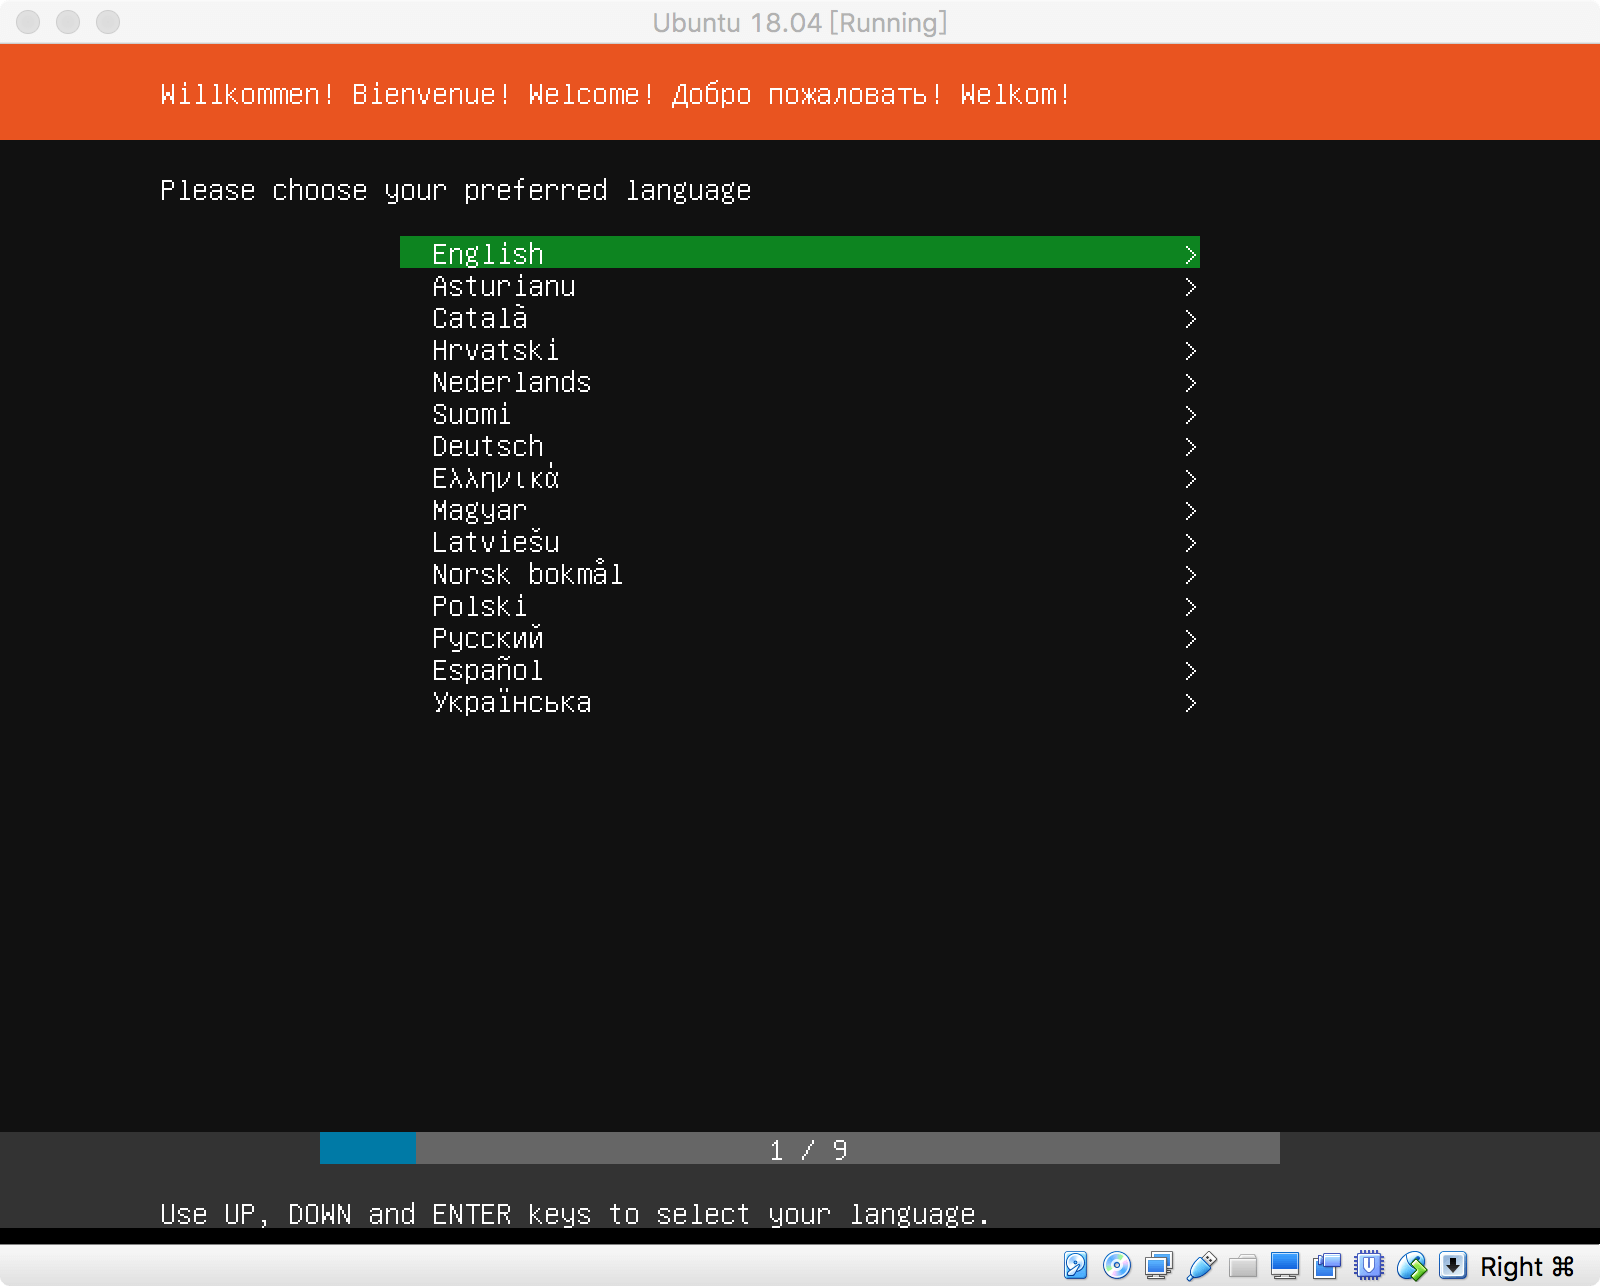 Ubuntu 18.04 [Running]
Willkommen! Bienvenue! Welcome! Добро пожаловать! Welkom!
Please choose your preferred language
English >
Asturianu >
Català >
Hrvatski >
Nederlands >
Suomi >
Deutsch >
Ελληνικά >
Magyar >
Latviešu >
Norsk bokmål >
Polski >
Русский >
Español >
Українська >
1 / 9
Use UP, DOWN and ENTER keys to select your language.
Right ⌘